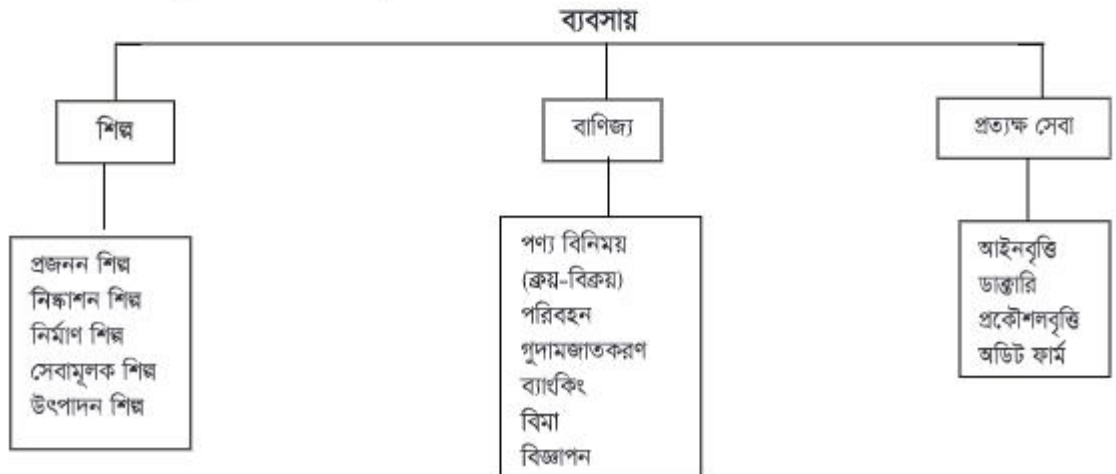 ব্যবসায়
শিল্প
বাণিজ্য
প্রত্যক্ষ সেবা
প্রজনন শিল্প
নিষ্কাশন শিল্প
নির্মাণ শিল্প
সেবামূলক শিল্প
উৎপাদন শিল্প
পণ্য বিনিময়
(ক্রয়-বিক্রয়)
পরিবহন
গুদামজাতকরণ
ব্যাংকিং
বিমা
বিজ্ঞাপন
আইনবৃত্তি
ডাক্তারি
প্রকৌশলবৃত্তি
অডিট ফার্ম